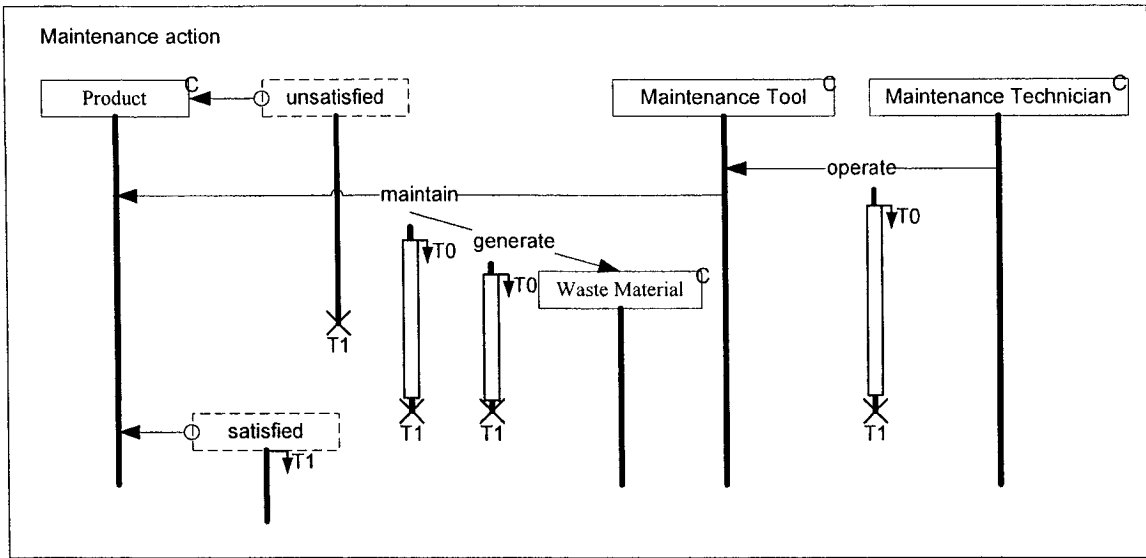 Maintenance action
Product C
unsatisfied
Maintenance Tool C
Maintenance Technician C
operate
maintain
T0
generate
T0
T0
Waste Material C
T1
T1
T1
T1
satisfied
T1